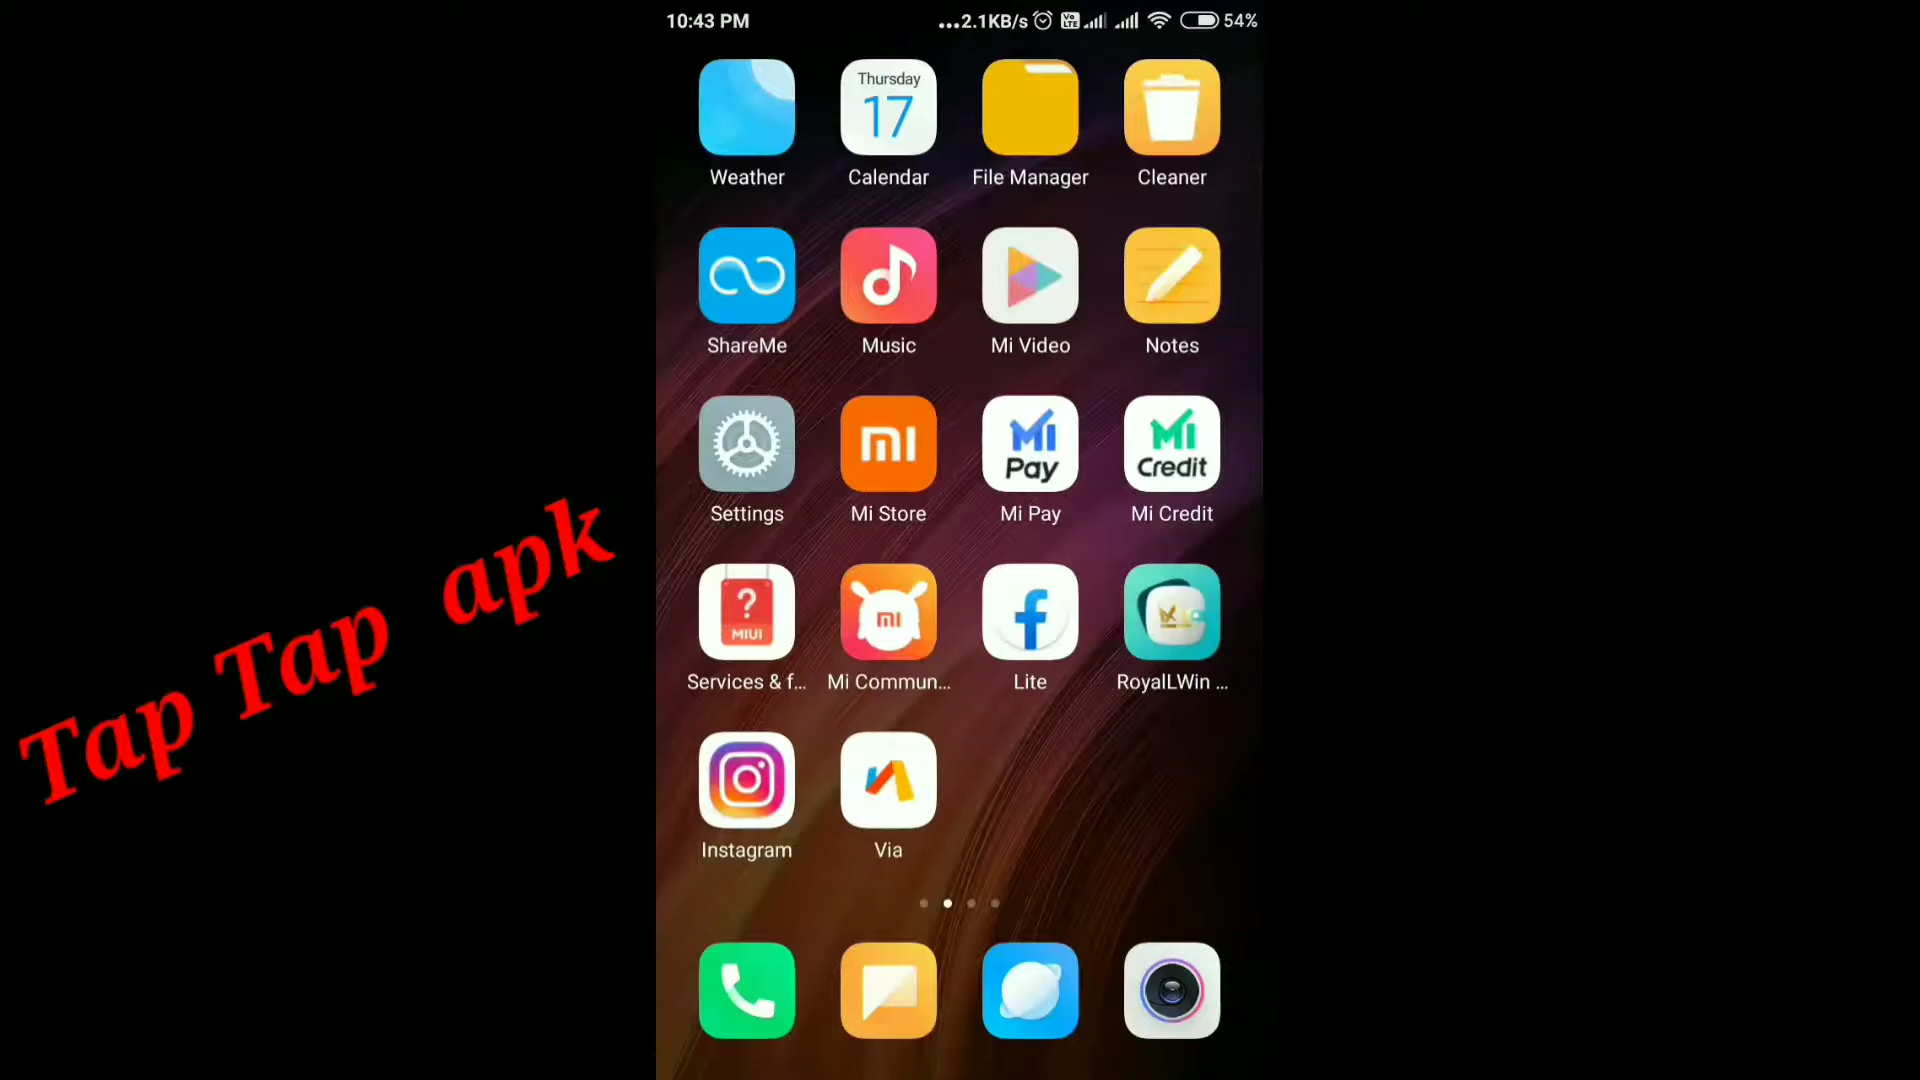 10:43 PM
...2.1KB/s Vo LTE 54%
Thursday
17
Weather
Calendar
File Manager
Cleaner
ShareMe
Music
Mi Video
Notes
mi
MI
Pay
MI
Credit
Settings
Mi Store
Mi Pay
Mi Credit
?
MIUI
mi
Services & f...
Mi Commun...
Lite
RoyalLWin ...
Instagram
Via
Tap Tap apk